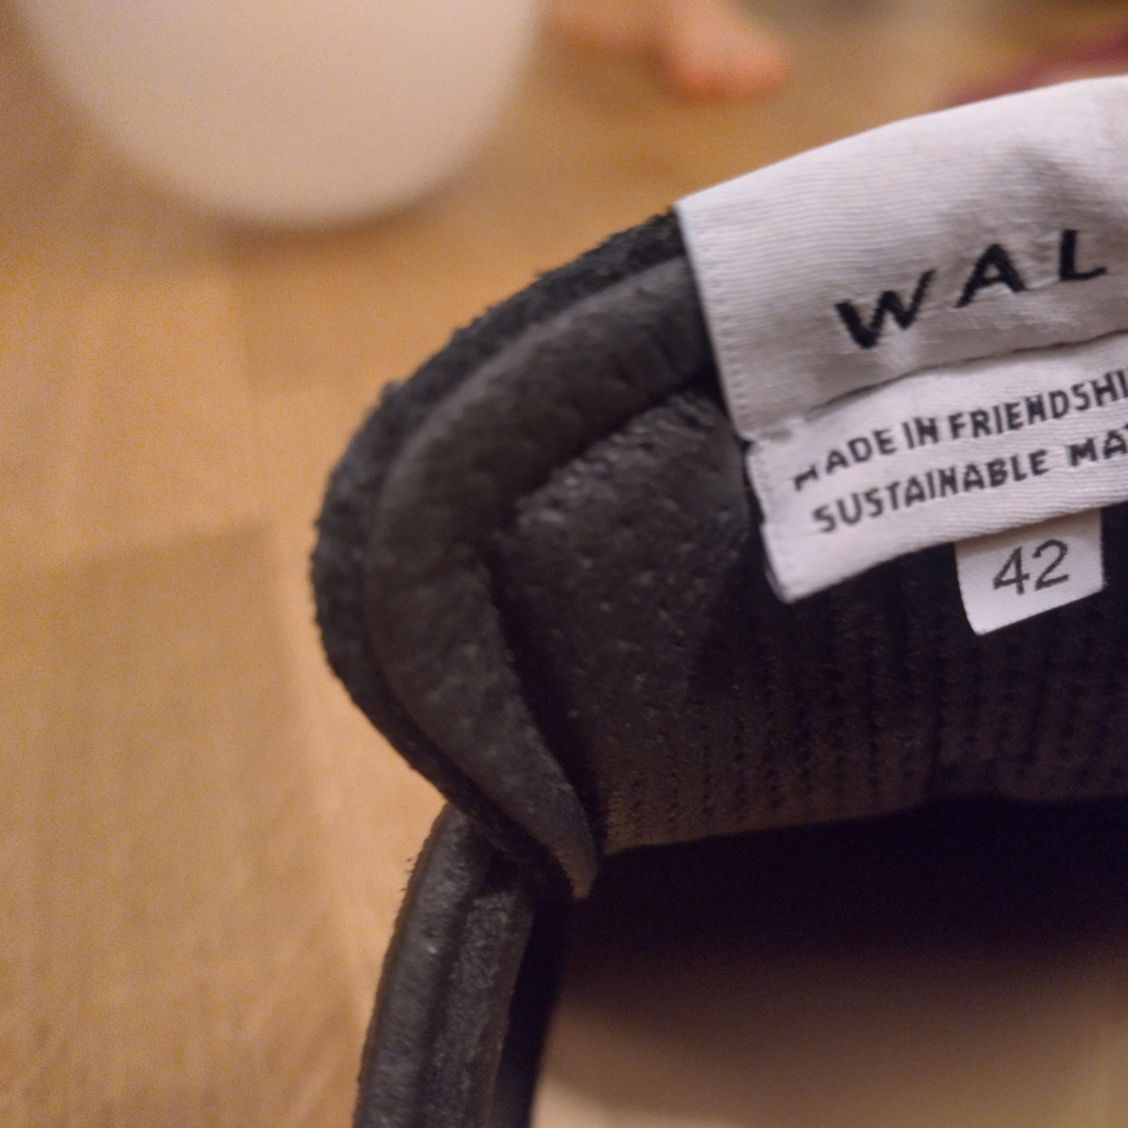 WAL
MADE IN FRIENDSHI
SUSTAINABLE MA
42